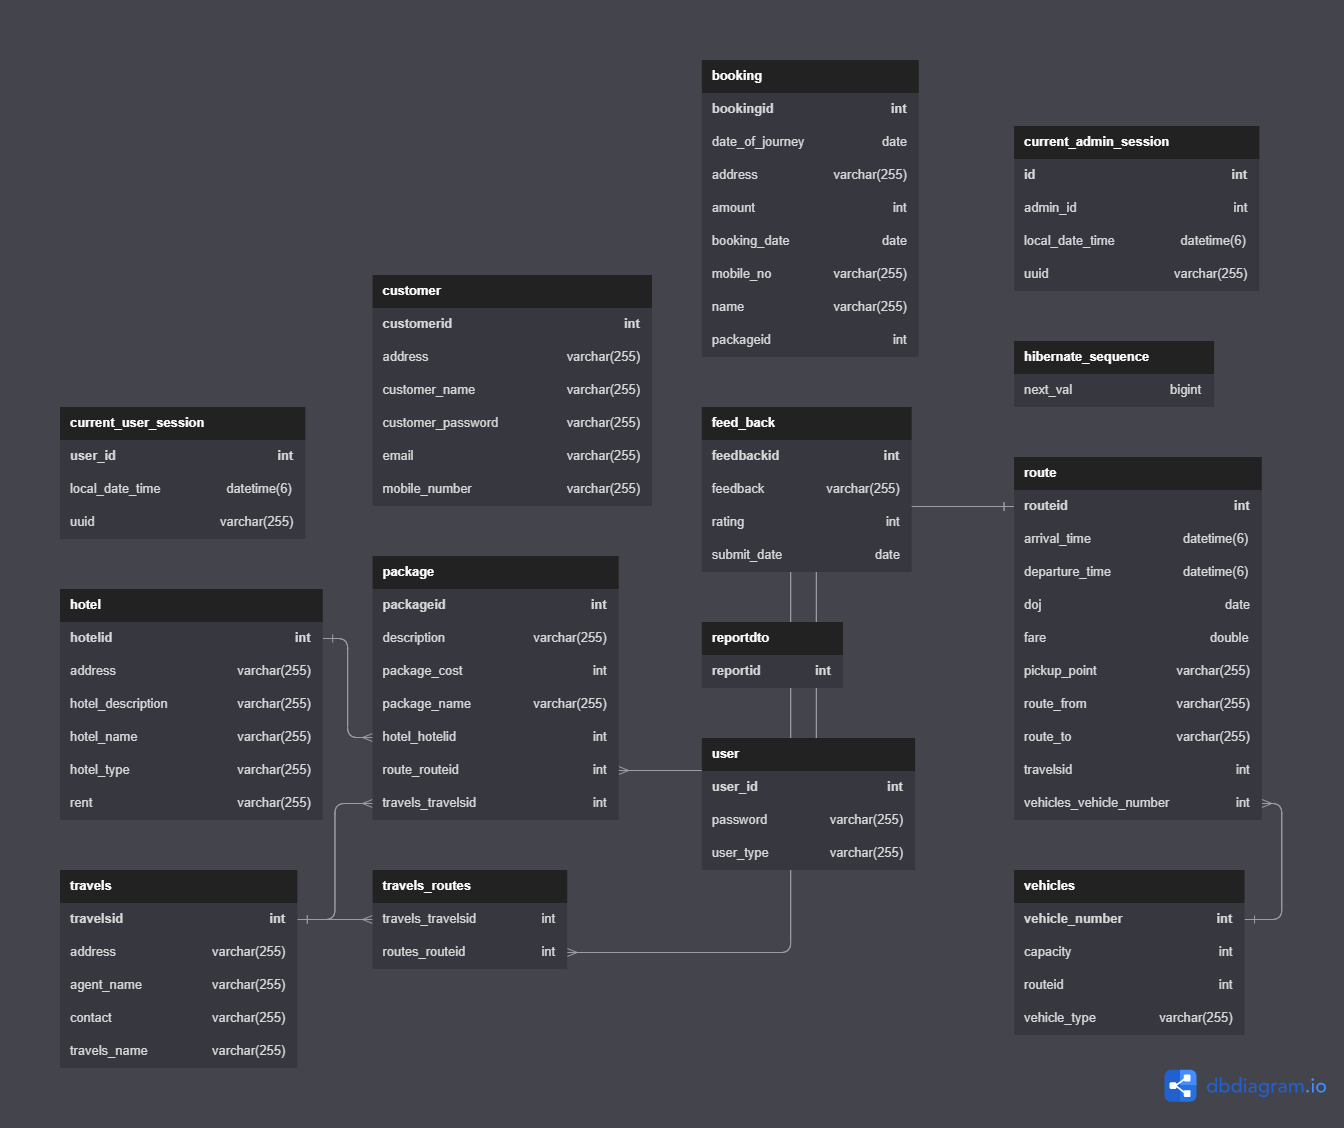 booking
bookingid int
date_of_journey date
address varchar(255)
amount int
booking_date date
mobile_no varchar(255)
name varchar(255)
packageid int
current_admin_session
id int
admin_id int
local_date_time datetime(6)
uuid varchar(255)
customer
customerid int
address varchar(255)
customer_name varchar(255)
customer_password varchar(255)
email varchar(255)
mobile_number varchar(255)
hibernate_sequence
next_val bigint
current_user_session
user_id int
local_date_time datetime(6)
uuid varchar(255)
feed_back
feedbackid int
feedback varchar(255)
rating int
submit_date date
route
routeid int
arrival_time datetime(6)
departure_time datetime(6)
doj date
fare double
pickup_point varchar(255)
route_from varchar(255)
route_to varchar(255)
travelsid int
vehicles_vehicle_number int
hotel
hotelid int
address varchar(255)
hotel_description varchar(255)
hotel_name varchar(255)
hotel_type varchar(255)
rent varchar(255)
package
packageid int
description varchar(255)
package_cost int
package_name varchar(255)
hotel_hotelid int
route_routeid int
travels_travelsid int
reportdto
reportid int
user
user_id int
password varchar(255)
user_type varchar(255)
travels
travelsid int
address varchar(255)
agent_name varchar(255)
contact varchar(255)
travels_name varchar(255)
travels_routes
travels_travelsid int
routes_routeid int
vehicles
vehicle_number int
capacity int
routeid int
vehicle_type varchar(255)
dbdiagram.io